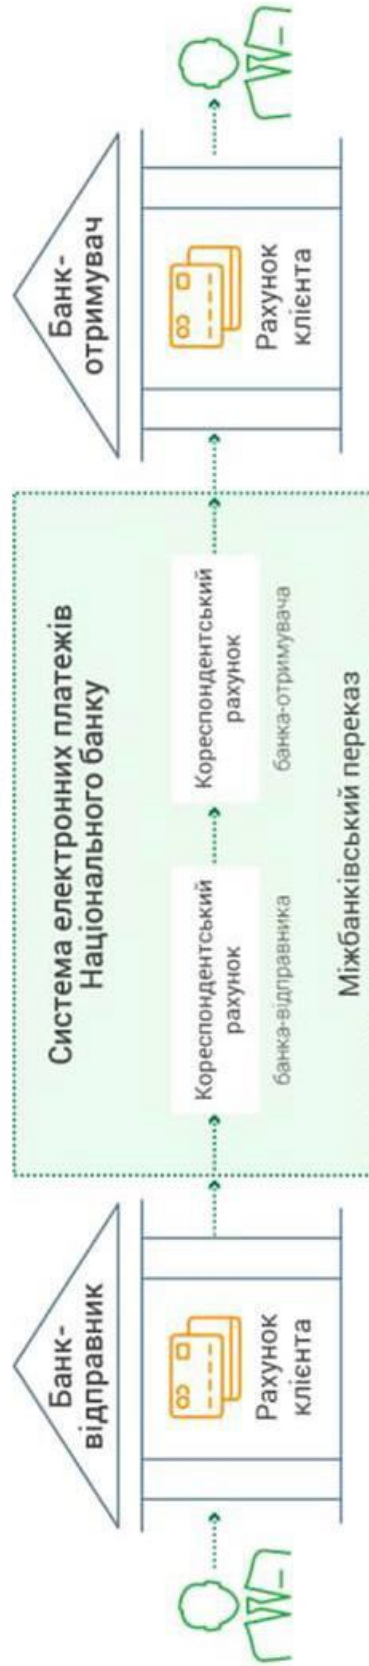 Банк-
відправник
Рахунок
клієнта
Система електронних платежів
Національного банку
Кореспондентський
рахунок
банка-відправника
Кореспондентський
рахунок
банка-отримувача
Міжбанківський переказ
Банк-
отримувач
Рахунок
клієнта